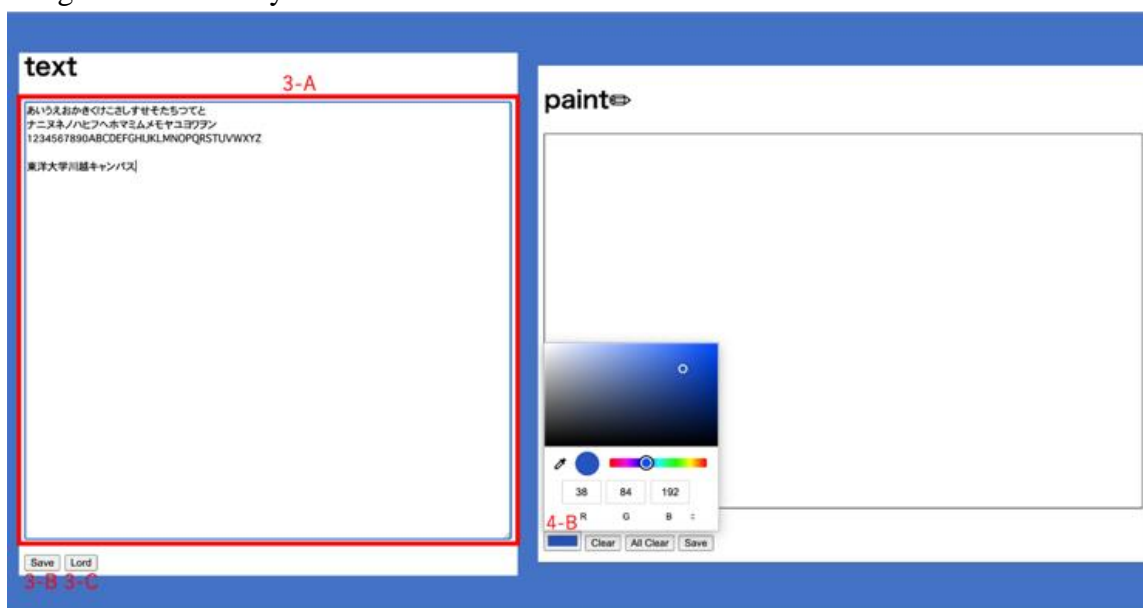 text
3-A
あいうえおかきくけこさしすせそたちつてと
ナニヌネノハヒフヘホマミムメモヤユヨワヲン
1234567890ABCDEFGHIJKLMNOPQRSTUVWXYZ
東洋大学川越キャンパス
Save Lord
3-B 3-C
paint✏
38 84 192
R G B
4-B
Clear All Clear Save